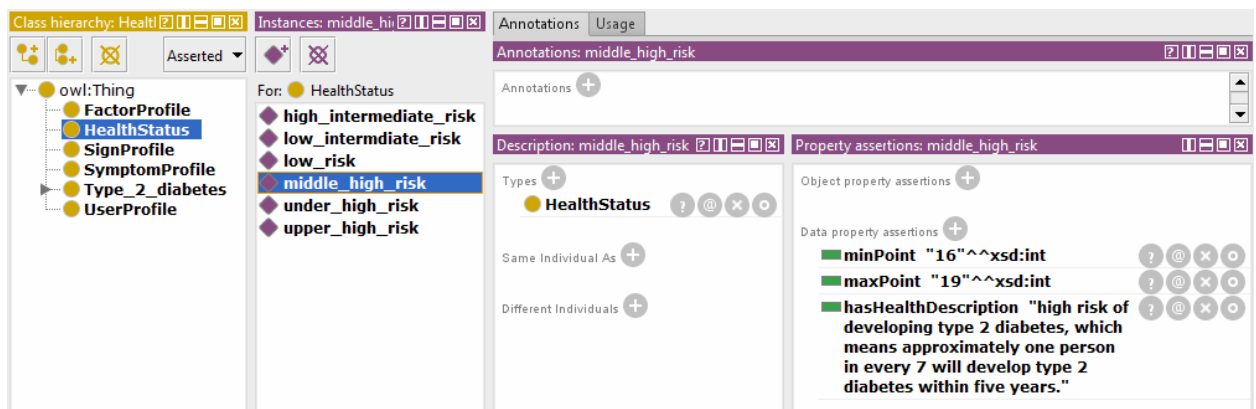 Class hierarchy: Healtl
Asserted
owl:Thing
FactorProfile
HealthStatus
SignProfile
SymptomProfile
Type_2_diabetes
UserProfile
Instances: middle_hi
For: HealthStatus
high_intermediate_risk
low_intermdiate_risk
low_risk
middle_high_risk
under_high_risk
upper_high_risk
Annotations Usage
Annotations: middle_high_risk
Annotations
Description: middle_high_risk
Types
HealthStatus
Same Individual As
Different Individuals
Property assertions: middle_high_risk
Object property assertions
Data property assertions
minPoint "16"^^xsd:int
maxPoint "19"^^xsd:int
hasHealthDescription "high risk of
developing type 2 diabetes, which
means approximately one person
in every 7 will develop type 2
diabetes within five years."